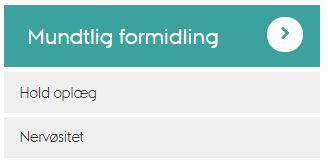 Mundtlig formidling
Hold oplæg
Nervøsitet